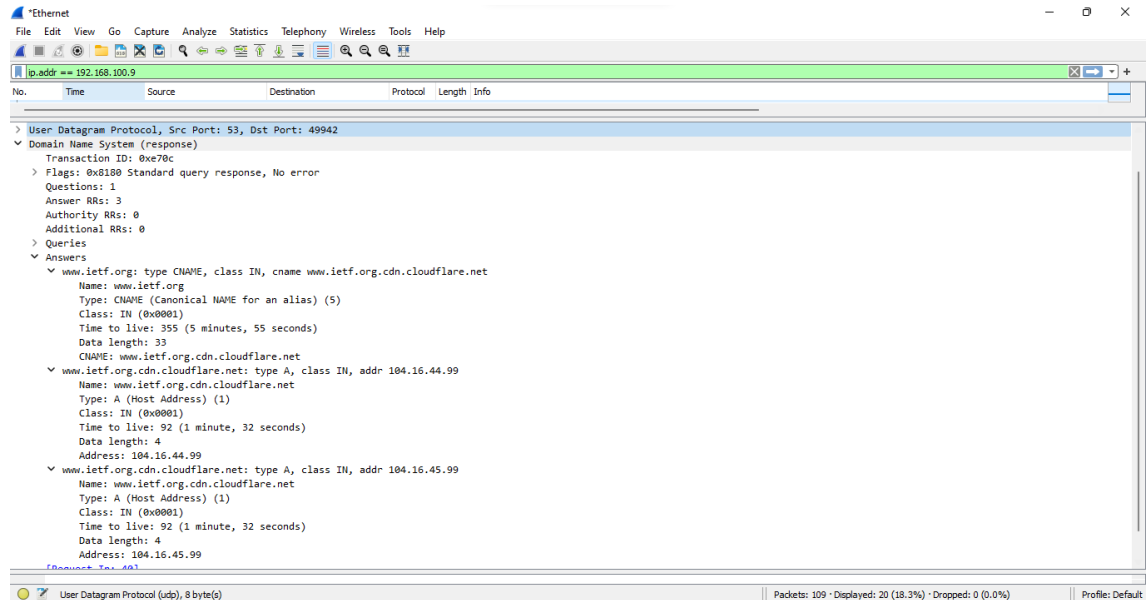 *Ethernet
File Edit View Go Capture Analyze Statistics Telephony Wireless Tools Help
ip.addr == 192.168.100.9
No. Time Source Destination Protocol Length Info
User Datagram Protocol, Src Port: 53, Dst Port: 49942
Domain Name System (response)
Transaction ID: 0xe70c
Flags: 0x8180 Standard query response, No error
Questions: 1
Answer RRs: 3
Authority RRs: 0
Additional RRs: 0
Queries
Answers
www.ietf.org: type CNAME, class IN, cname www.ietf.org.cdn.cloudflare.net
Name: www.ietf.org
Type: CNAME (Canonical NAME for an alias) (5)
Class: IN (0x0001)
Time to live: 355 (5 minutes, 55 seconds)
Data length: 33
CNAME: www.ietf.org.cdn.cloudflare.net
www.ietf.org.cdn.cloudflare.net: type A, class IN, addr 104.16.44.99
Name: www.ietf.org.cdn.cloudflare.net
Type: A (Host Address) (1)
Class: IN (0x0001)
Time to live: 92 (1 minute, 32 seconds)
Data length: 4
Address: 104.16.44.99
www.ietf.org.cdn.cloudflare.net: type A, class IN, addr 104.16.45.99
Name: www.ietf.org.cdn.cloudflare.net
Type: A (Host Address) (1)
Class: IN (0x0001)
Time to live: 92 (1 minute, 32 seconds)
Data length: 4
Address: 104.16.45.99
[Request In: 40]
User Datagram Protocol (udp), 8 byte(s) Packets: 109 · Displayed: 20 (18.3%) · Dropped: 0 (0.0%) Profile: Default